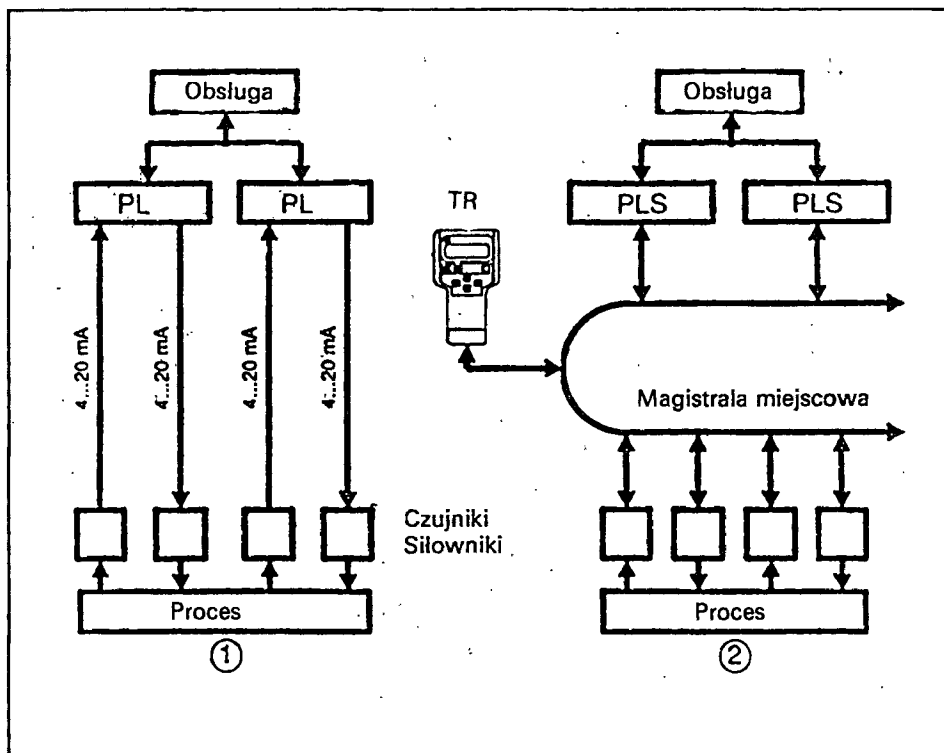 Obsługa
PL PL
4...20 mA
4...20 mA
4...20 mA
4...20 mA
Czujniki
Siłowniki
Proces
1
TR
Obsługa
PLS PLS
Magistrala miejscowa
Proces
2